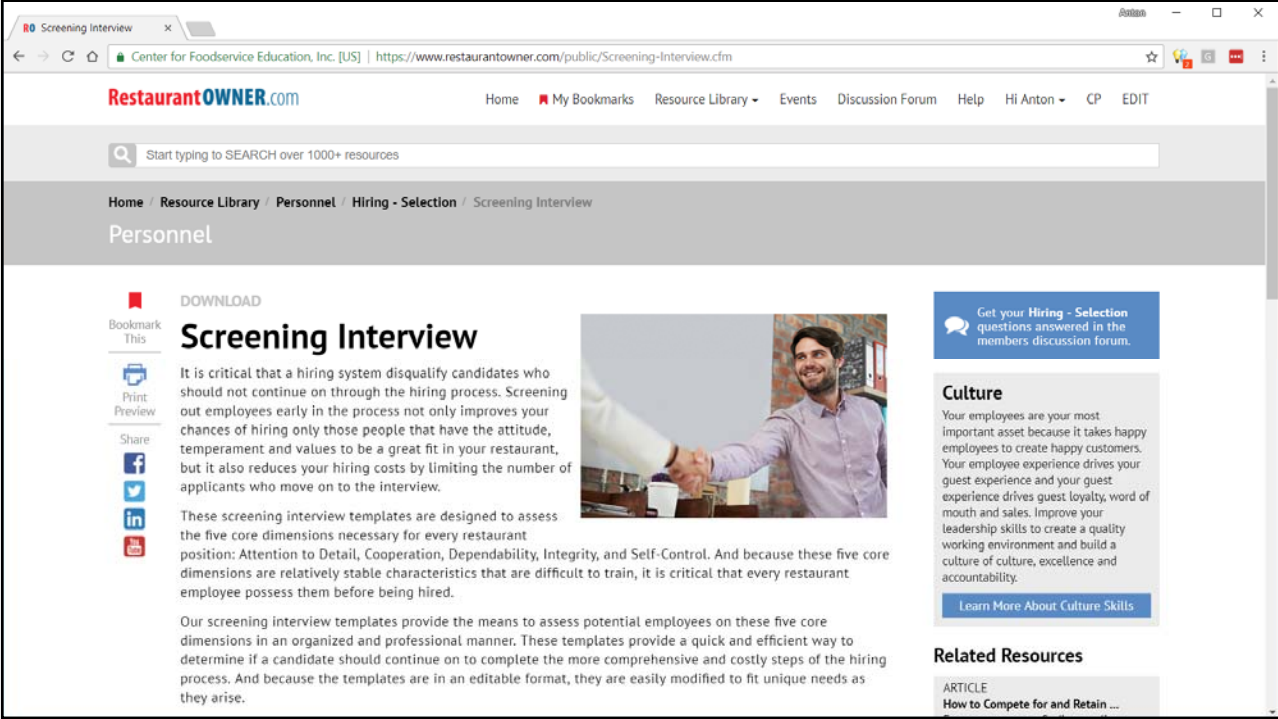 Anton
RO Screening Interview
Center for Foodservice Education, Inc. [US] | https://www.restaurantowner.com/public/Screening-Interview.cfm
2
G
RestaurantOWNER.com
Home My Bookmarks Resource Library Events Discussion Forum Help Hi Anton CP EDIT
Start typing to SEARCH over 1000+ resources
Home / Resource Library / Personnel / Hiring - Selection / Screening Interview
Personnel
Bookmark
This
Print
Preview
Share
f
in
You
Tube
DOWNLOAD
Screening Interview
It is critical that a hiring system disqualify candidates who
should not continue on through the hiring process. Screening
out employees early in the process not only improves your
chances of hiring only those people that have the attitude,
temperament and values to be a great fit in your restaurant,
but it also reduces your hiring costs by limiting the number of
applicants who move on to the interview.
These screening interview templates are designed to assess
the five core dimensions necessary for every restaurant
position: Attention to Detail, Cooperation, Dependability, Integrity, and Self-Control. And because these five core
dimensions are relatively stable characteristics that are difficult to train, it is critical that every restaurant
employee possess them before being hired.
Our screening interview templates provide the means to assess potential employees on these five core
dimensions in an organized and professional manner. These templates provide a quick and efficient way to
determine if a candidate should continue on to complete the more comprehensive and costly steps of the hiring
process. And because the templates are in an editable format, they are easily modified to fit unique needs as
they arise.
Get your Hiring - Selection
questions answered in the
members discussion forum.
Culture
Your employees are your most
important asset because it takes happy
employees to create happy customers.
Your employee experience drives your
guest experience and your guest
experience drives guest loyalty, word of
mouth and sales. Improve your
leadership skills to create a quality
working environment and build a
culture of culture, excellence and
accountability.
Learn More About Culture Skills
Related Resources
ARTICLE
How to Compete for and Retain ...